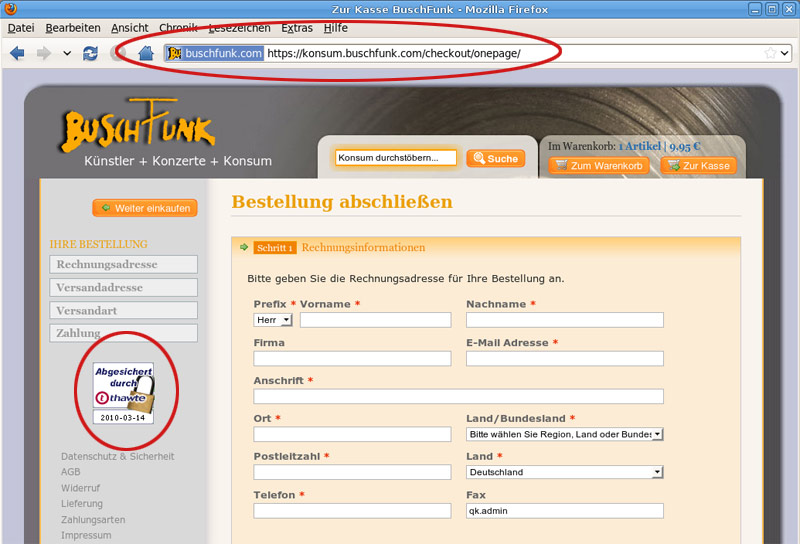 Zur Kasse BuschFunk - Mozilla Firefox
Datei Bearbeiten Ansicht Chronik Lesezeichen Extras Hilfe
buschfunk.com https://konsum.buschfunk.com/checkout/onepage/
BUSCHFUNK
Künstler + Konzerte + Konsum
Konsum durchstöbern... Suche
Im Warenkorb: 1 Artikel | 9,95 €
Zum Warenkorb Zur Kasse
Weiter einkaufen
IHRE BESTELLUNG
Rechnungsadresse
Versandadresse
Versandart
Zahlung
Abgesichert
durch
thawte
2010-03-14
Datenschutz & Sicherheit
AGB
Widerruf
Lieferung
Zahlungsarten
Impressum
Bestellung abschließen
Schritt 1 Rechnungsinformationen
Bitte geben Sie die Rechnungsadresse für Ihre Bestellung an.
Prefix * Vorname * Nachname *
Herr
Firma E-Mail Adresse *
Anschrift *
Ort * Land/Bundesland *
Bitte wählen Sie Region, Land oder Bundes
Postleitzahl * Land *
Deutschland
Telefon * Fax
qk.admin